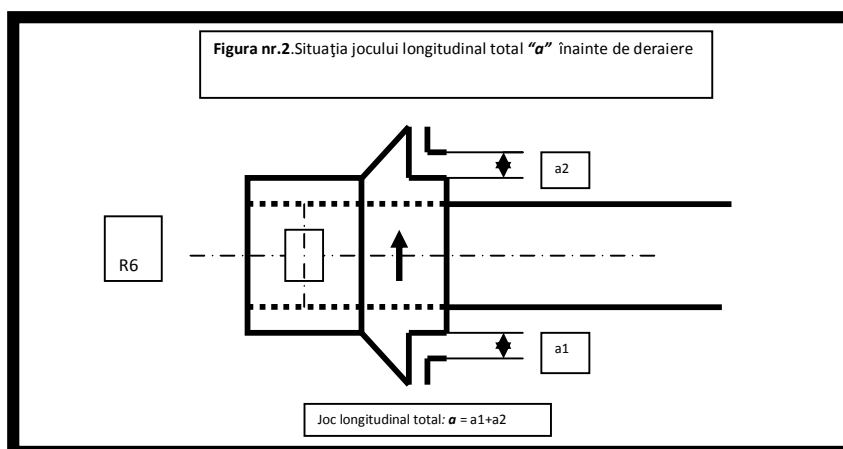 Figura nr.2.Situaţia jocului longitudinal total “a” înainte de deraiere
a2
R6
a1
Joc longitudinal total: a = a1+a2